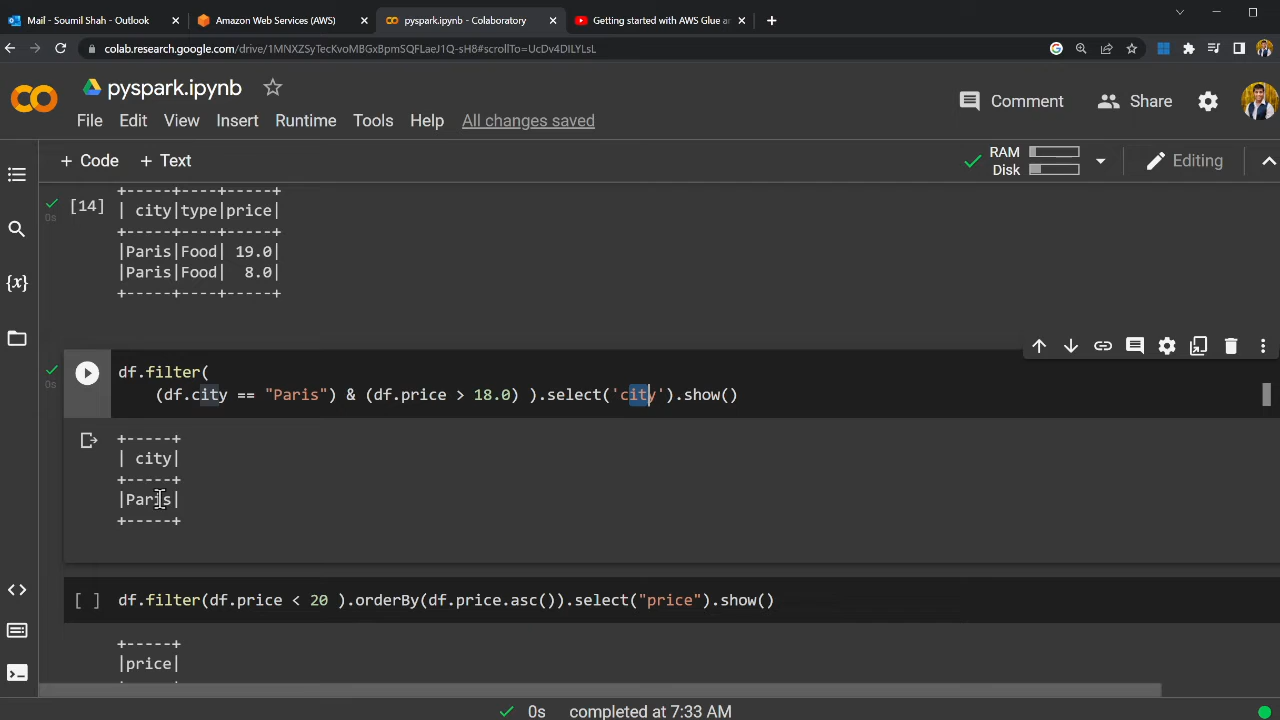 Mail - Soumil Shah - Outlook
Amazon Web Services (AWS)
pyspark.ipynb - Colaboratory
Getting started with AWS Glue ar
colab.research.google.com/drive/1MNXZSyTecKvoMBGxBpmSQFLaeJ1Q-sH8#scrollTo=UcDv4DILYLsL
pyspark.ipynb
File Edit View Insert Runtime Tools Help All changes saved
Comment Share
+ Code + Text
RAM
Disk
Editing
[14]
0s
+-----+----+-----+
| city|type|price|
+-----+----+-----+
|Paris|Food| 19.0|
|Paris|Food|  8.0|
+-----+----+-----+
0s
df.filter(
(df.city == "Paris") & (df.price > 18.0) ).select('city').show()
+-----+
| city|
+-----+
|Paris|
+-----+
[ ] df.filter(df.price < 20 ).orderBy(df.price.asc()).select("price").show()
+-----+
|price|
0s completed at 7:33 AM